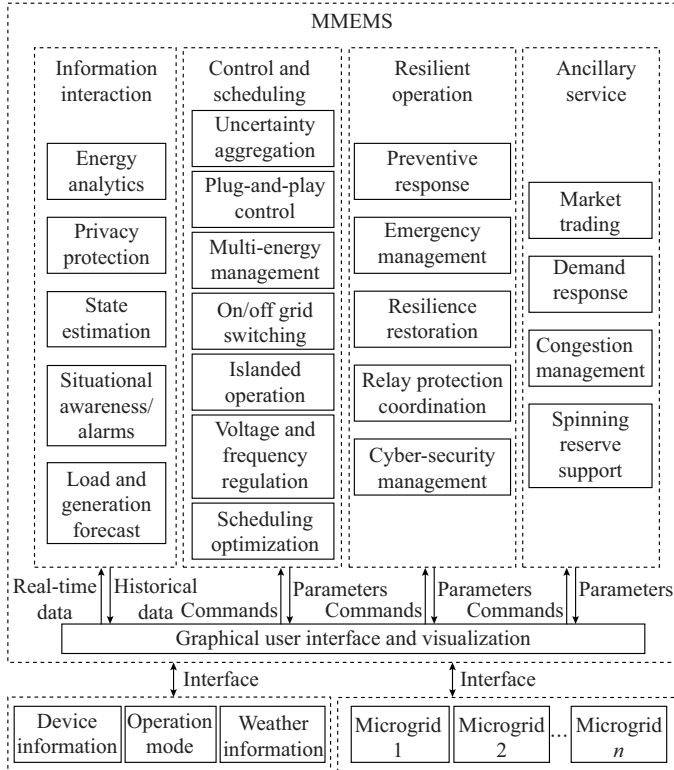 MMEMS
Information
interaction
Energy
analytics
Privacy
protection
State
estimation
Situational
awareness/
alarms
Load and
generation
forecast
Control and
scheduling
Uncertainty
aggregation
Plug-and-play
control
Multi-energy
management
On/off grid
switching
Islanded
operation
Voltage and
frequency
regulation
Scheduling
optimization
Resilient
operation
Preventive
response
Emergency
management
Resilience
restoration
Relay protection
coordination
Cyber-security
management
Ancillary
service
Market
trading
Demand
response
Congestion
management
Spinning
reserve
support
Real-time
data
Historical
data
Commands
Parameters
Commands
Parameters
Commands
Parameters
Graphical user interface and visualization
Interface
Interface
Device
information
Operation
mode
Weather
information
Microgrid
1
Microgrid
2
...
Microgrid
n